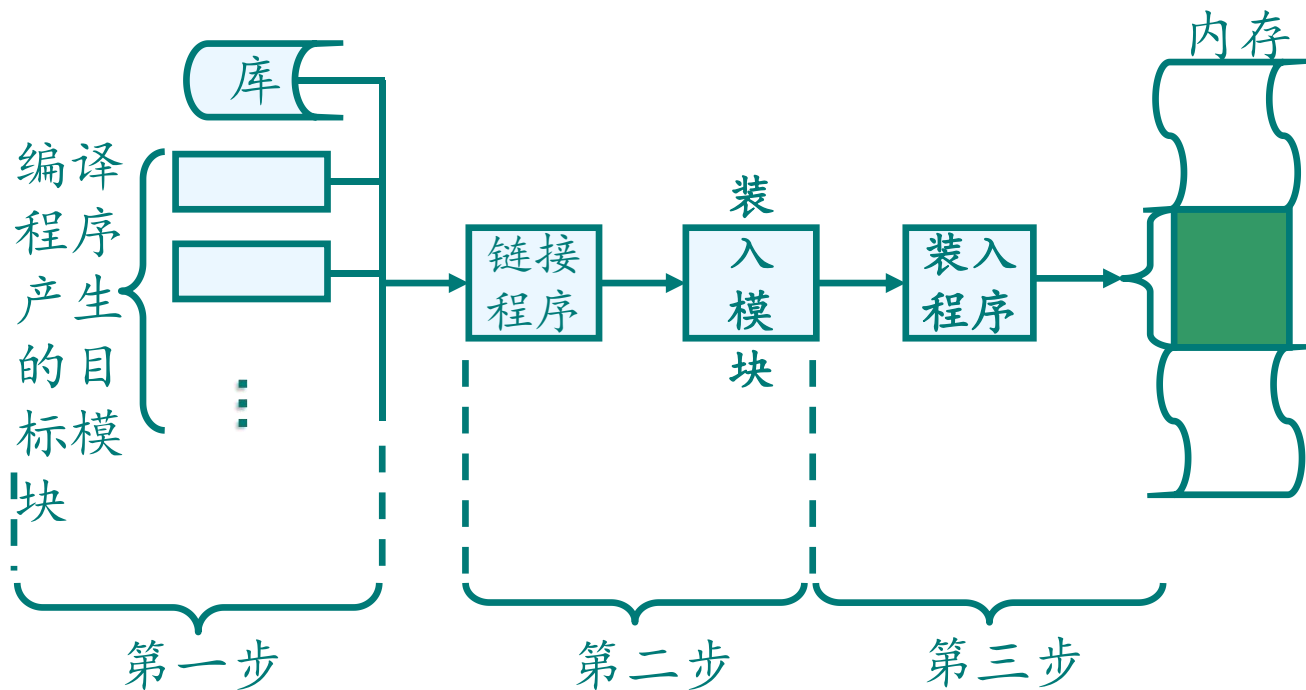 内存
库
编译
程序
产生
的目
标模
块
链接
程序
装
入
模
块
装入
程序
第一步
第二步
第三步